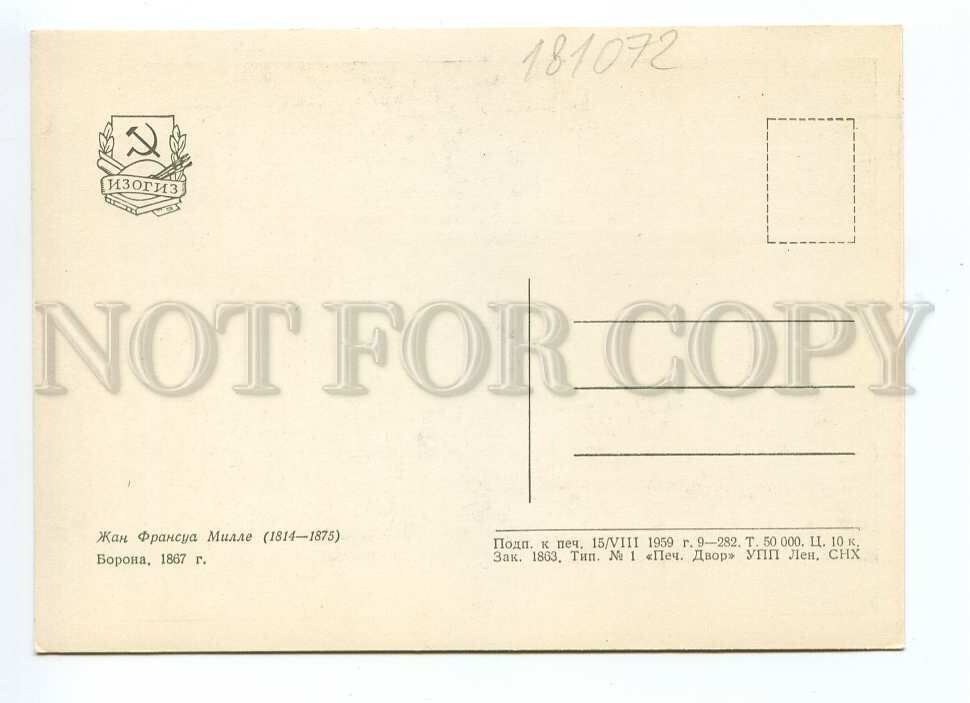 181072
ИЗОГИЗ
NOT FOR COPY
Жан Франсуа Милле (1814—1875)
Борона, 1867 г.
Подп. к печ. 15/VIII 1959 г. 9—282. Т. 50 000. Ц. 10 к.
Зак. 1863. Тип. № 1 «Печ. Двор» УПП Лен. СНХ